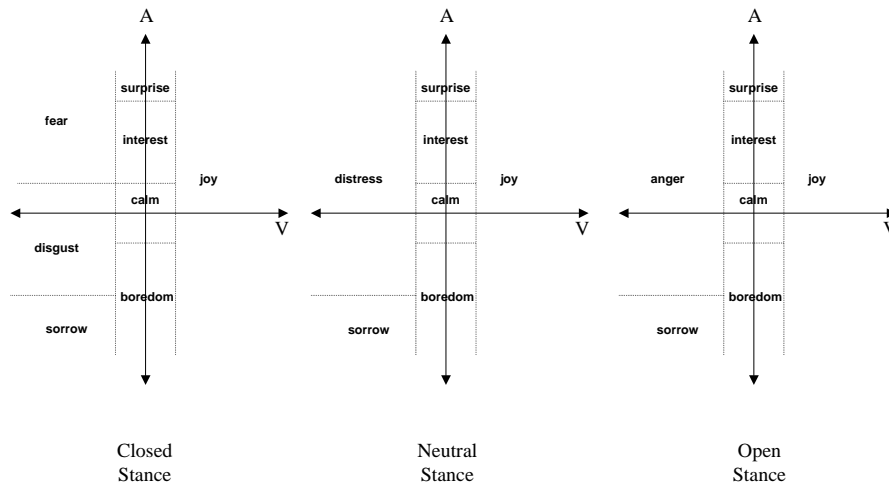 A
surprise
fear
interest
joy
calm
V
disgust
boredom
sorrow
Closed
Stance
A
surprise
interest
distress
joy
calm
V
boredom
sorrow
Neutral
Stance
A
surprise
interest
anger
joy
calm
V
boredom
sorrow
Open
Stance